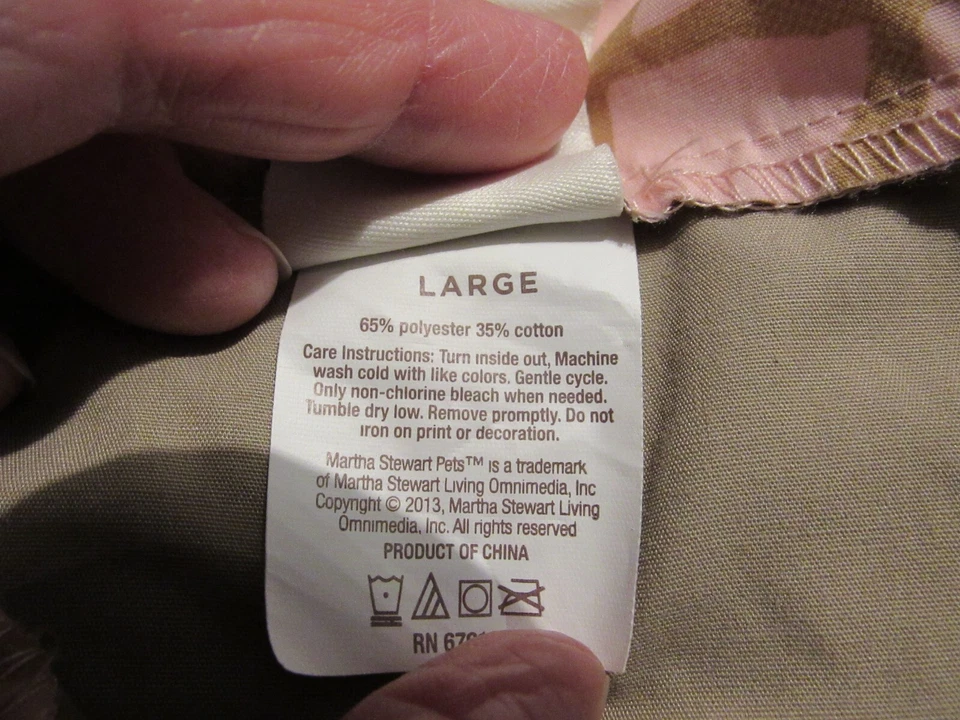 LARGE
65% polyester 35% cotton
Care Instructions: Turn inside out, Machine
wash cold with like colors. Gentle cycle.
Only non-chlorine bleach when needed.
Tumble dry low. Remove promptly. Do not
iron on print or decoration.
Martha Stewart Pets™ is a trademark
of Martha Stewart Living Omnimedia, Inc
Copyright © 2013, Martha Stewart Living
Omnimedia, Inc. All rights reserved
PRODUCT OF CHINA
RN